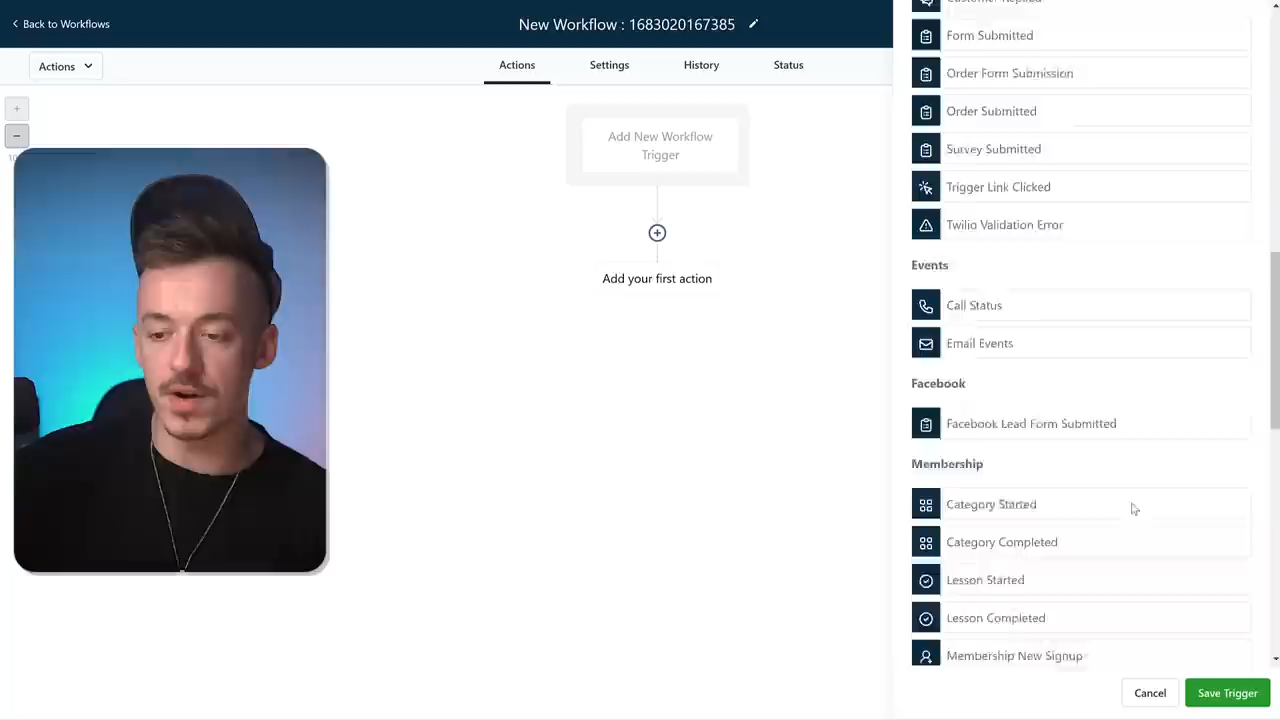 Back to Workflows
New Workflow : 1683020167385
Actions
Actions
Settings
History
Status
Add New Workflow
Trigger
Add your first action
Customer Replied
Form Submitted
Order Form Submission
Order Submitted
Survey Submitted
Trigger Link Clicked
Twilio Validation Error
Events
Call Status
Email Events
Facebook
Facebook Lead Form Submitted
Membership
Category Started
Category Completed
Lesson Started
Lesson Completed
Membership New Signup
Cancel
Save Trigger